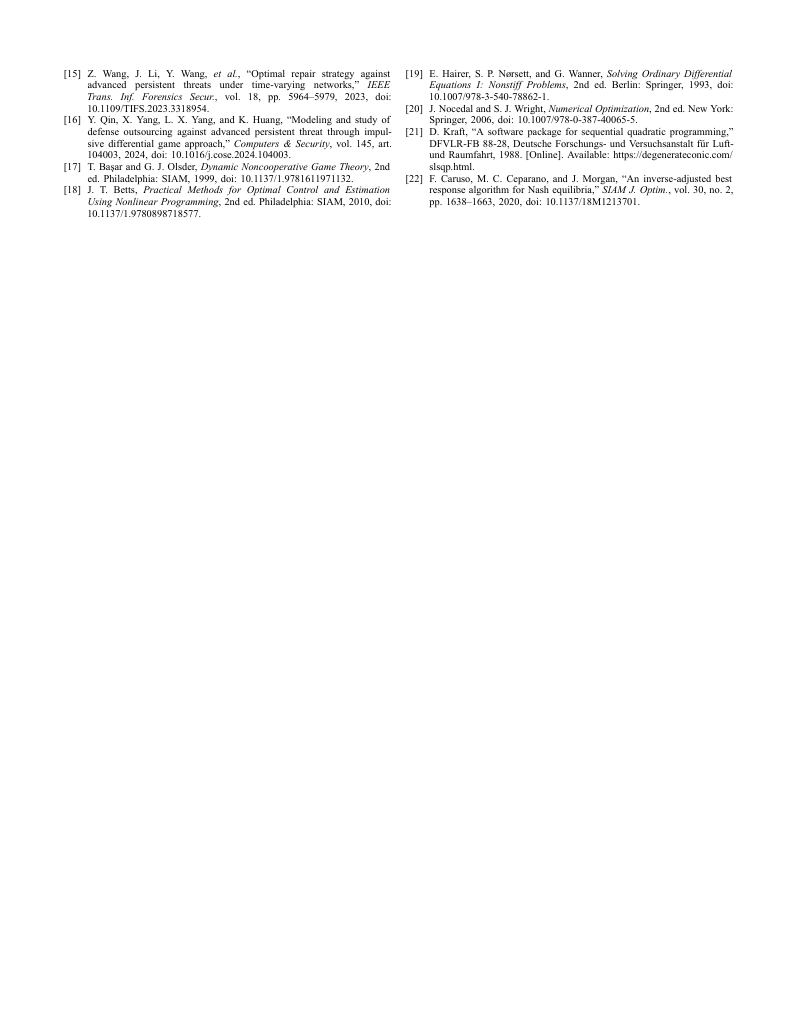 [15] Z. Wang, J. Li, Y. Wang, et al., “Optimal repair strategy against
advanced persistent threats under time-varying networks,” IEEE
Trans. Inf. Forensics Secur., vol. 18, pp. 5964–5979, 2023, doi:
10.1109/TIFS.2023.3318954.
[16] Y. Qin, X. Yang, L. X. Yang, and K. Huang, “Modeling and study of
defense outsourcing against advanced persistent threat through impul-
sive differential game approach,” Computers & Security, vol. 145, art.
104003, 2024, doi: 10.1016/j.cose.2024.104003.
[17] T. Başar and G. J. Olsder, Dynamic Noncooperative Game Theory, 2nd
ed. Philadelphia: SIAM, 1999, doi: 10.1137/1.9781611971132.
[18] J. T. Betts, Practical Methods for Optimal Control and Estimation
Using Nonlinear Programming, 2nd ed. Philadelphia: SIAM, 2010, doi:
10.1137/1.9780898718577.
[19] E. Hairer, S. P. Nørsett, and G. Wanner, Solving Ordinary Differential
Equations I: Nonstiff Problems, 2nd ed. Berlin: Springer, 1993, doi:
10.1007/978-3-540-78862-1.
[20] J. Nocedal and S. J. Wright, Numerical Optimization, 2nd ed. New York:
Springer, 2006, doi: 10.1007/978-0-387-40065-5.
[21] D. Kraft, “A software package for sequential quadratic programming,”
DFVLR-FB 88-28, Deutsche Forschungs- und Versuchsanstalt für Luft-
und Raumfahrt, 1988. [Online]. Available: https://degenerateconic.com/
slsqp.html.
[22] F. Caruso, M. C. Ceparano, and J. Morgan, “An inverse-adjusted best
response algorithm for Nash equilibria,” SIAM J. Optim., vol. 30, no. 2,
pp. 1638–1663, 2020, doi: 10.1137/18M1213701.